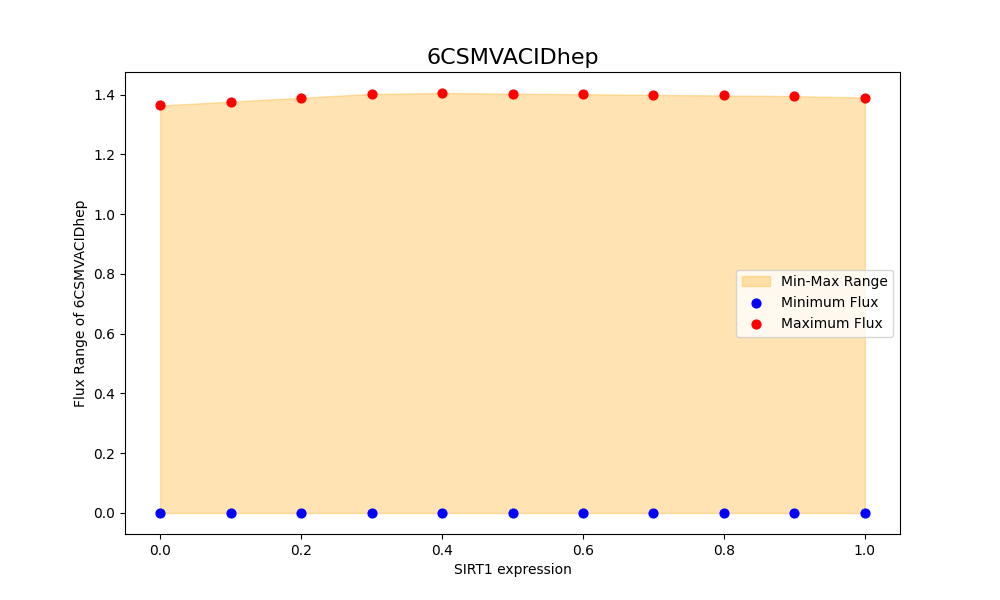 6CSMVACIDhep
Flux Range of 6CSMVACIDhep
1.4
1.2
1.0
0.8
0.6
0.4
0.2
0.0
Min-Max Range
Minimum Flux
Maximum Flux
0.0 0.2 0.4 0.6 0.8 1.0
SIRT1 expression